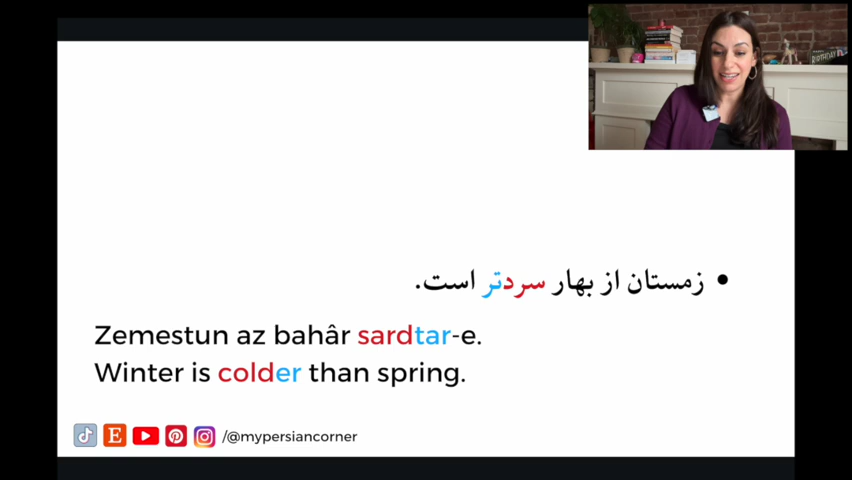 • زمستان از بهار سردتر است.
Zemestun az bahâr sardtar-e.
Winter is colder than spring.
/@mypersiancorner